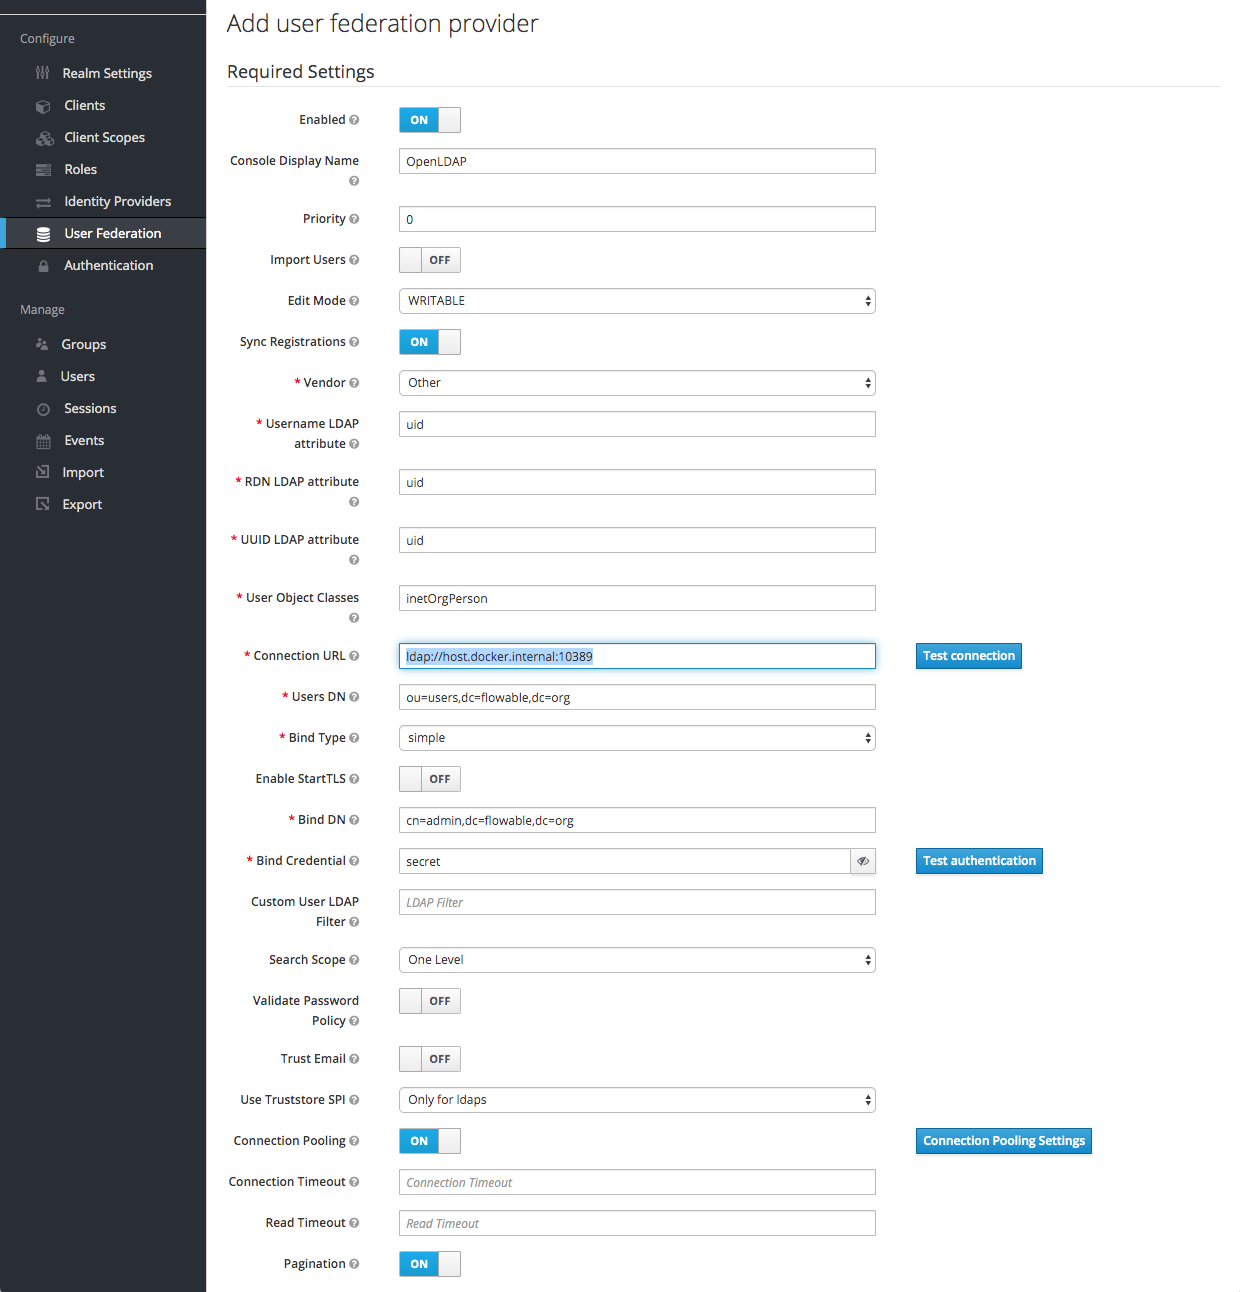 Configure
Realm Settings
Clients
Client Scopes
Roles
Identity Providers
User Federation
Authentication
Manage
Groups
Users
Sessions
Events
Import
Export
Add user federation provider
Required Settings
Enabled ON
Console Display Name OpenLDAP
Priority 0
Import Users OFF
Edit Mode WRITABLE
Sync Registrations ON
* Vendor Other
* Username LDAP attribute uid
* RDN LDAP attribute uid
* UUID LDAP attribute uid
* User Object Classes inetOrgPerson
* Connection URL ldap://host.docker.internal:10389 Test connection
* Users DN ou=users,dc=flowable,dc=org
* Bind Type simple
Enable StartTLS OFF
* Bind DN cn=admin,dc=flowable,dc=org
* Bind Credential secret Test authentication
Custom User LDAP Filter LDAP Filter
Search Scope One Level
Validate Password Policy OFF
Trust Email OFF
Use Truststore SPI Only for ldaps
Connection Pooling ON Connection Pooling Settings
Connection Timeout Connection Timeout
Read Timeout Read Timeout
Pagination ON